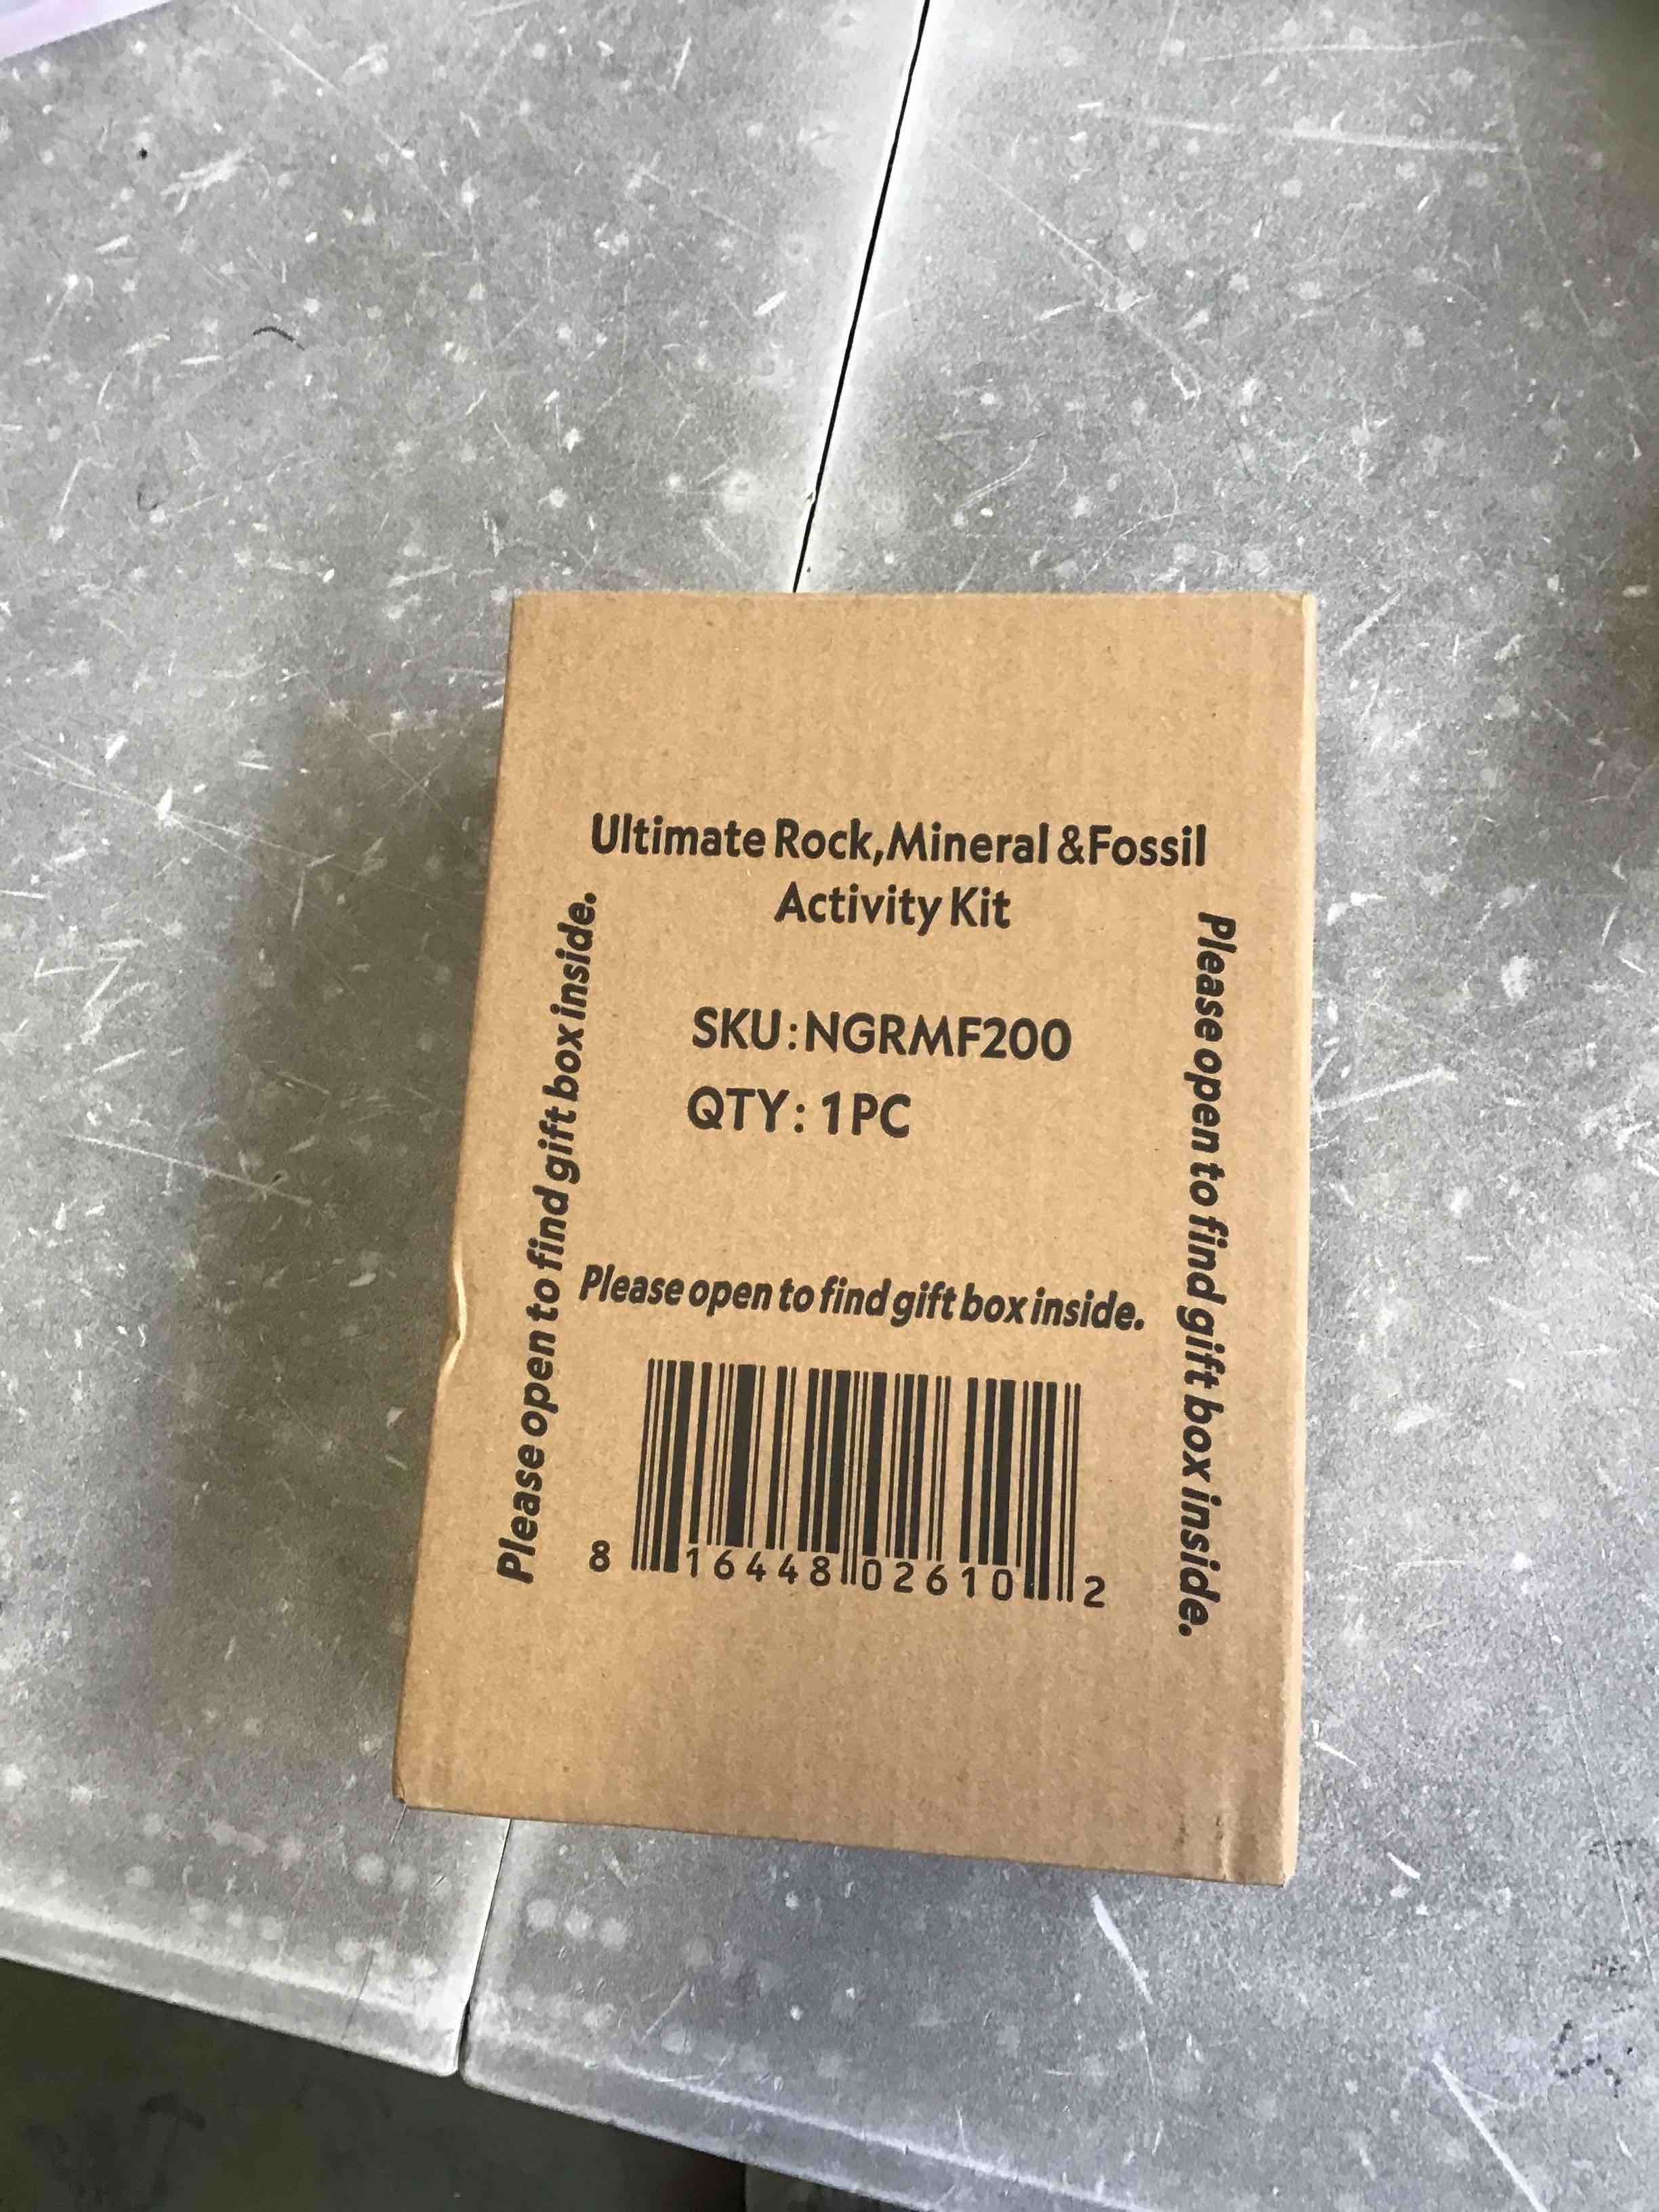 Ultimate Rock,Mineral &Fossil
Activity Kit
SKU:NGRMF200
QTY: 1PC
Please open to find gift box inside.
Please open to find gift box inside.
Please open to find gift box inside.
8 16448 02610 2